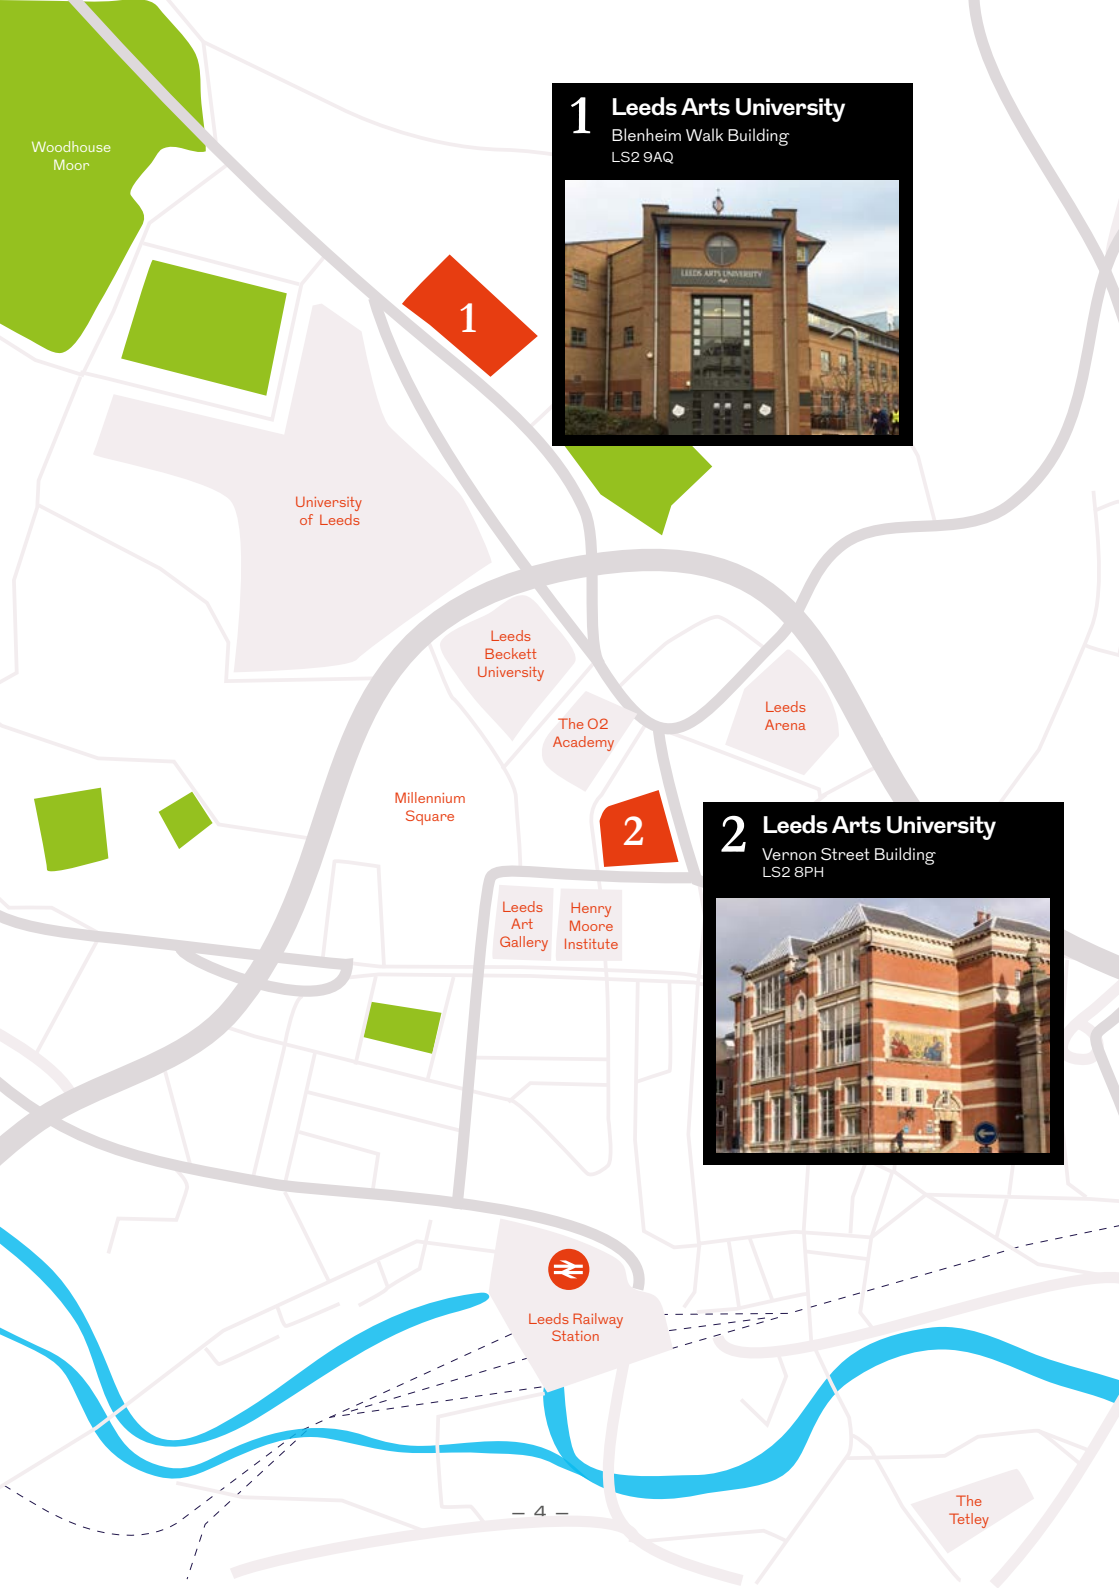 Woodhouse
Moor
1
Leeds Arts University
Blenheim Walk Building
LS2 9AQ
LEEDS ARTS UNIVERSITY
1
University
of Leeds
Leeds
Beckett
University
The O2
Academy
Leeds
Arena
Millennium
Square
2
2
Leeds Arts University
Vernon Street Building
LS2 8PH
Leeds
Art
Gallery
Henry
Moore
Institute
Leeds Railway
Station
The
Tetley
— 4 —